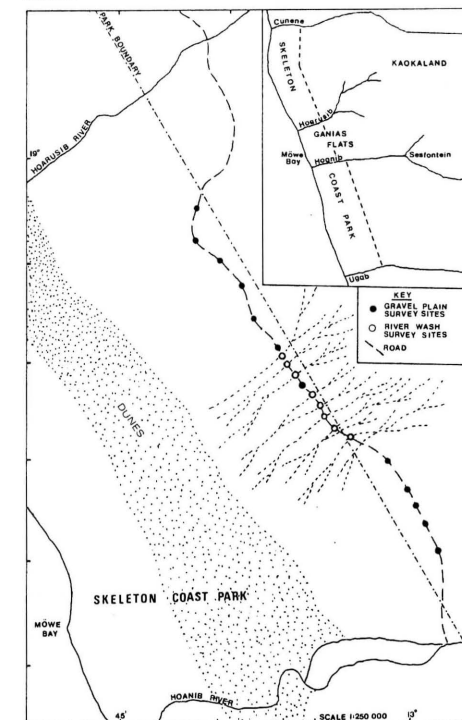 PARK BOUNDARY
HOARUSIB RIVER
19°
DUNES
SKELETON COAST PARK
MÖWE
BAY
HOANIB RIVER
45'
SCALE 1:250 000
13°
Cunene
SKELETON
KAOKALAND
Hoarusib
GANIAS
FLATS
Möwe
Bay
Hoanib
Sesfontein
COAST PARK
Ugab
KEY
GRAVEL PLAIN
SURVEY SITES
RIVER WASH
SURVEY SITES
ROAD